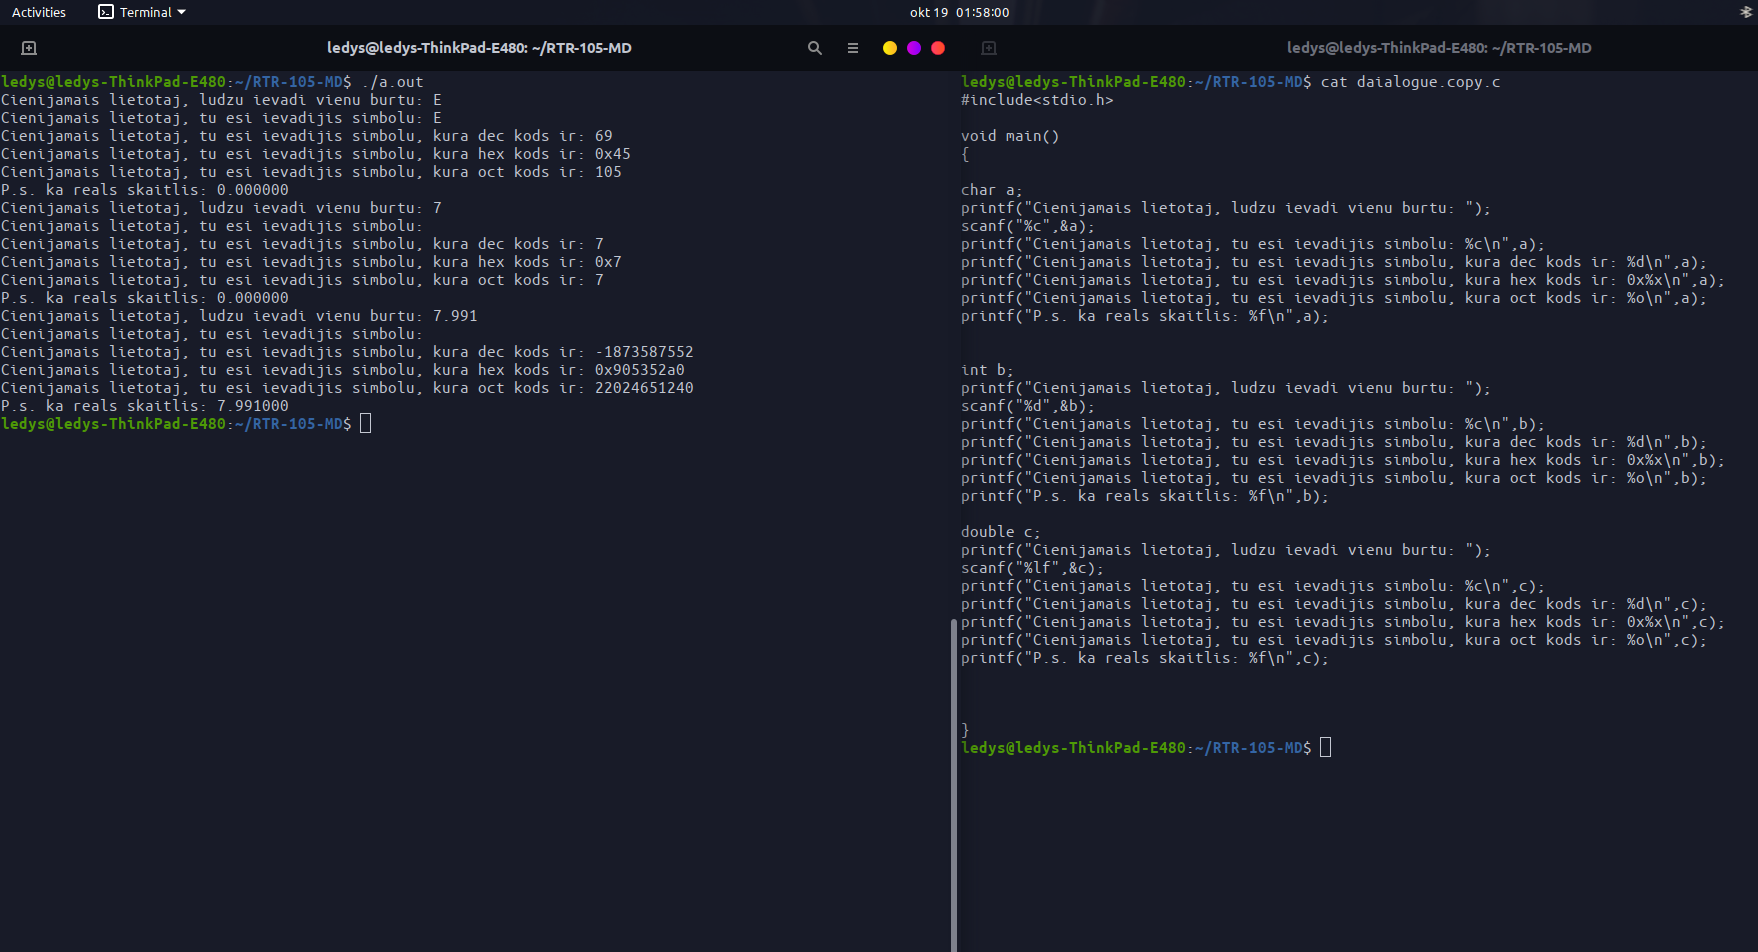 Activities
Terminal
okt 19 01:58:00
ledys@ledys-ThinkPad-E480: ~/RTR-105-MD
ledys@ledys-ThinkPad-E480:~/RTR-105-MD$ ./a.out
Cienijamais lietotaj, ludzu ievadi vienu burtu: E
Cienijamais lietotaj, tu esi ievadijis simbolu: E
Cienijamais lietotaj, tu esi ievadijis simbolu, kura dec kods ir: 69
Cienijamais lietotaj, tu esi ievadijis simbolu, kura hex kods ir: 0x45
Cienijamais lietotaj, tu esi ievadijis simbolu, kura oct kods ir: 105
P.s. ka reals skaitlis: 0.000000
Cienijamais lietotaj, ludzu ievadi vienu burtu: 7
Cienijamais lietotaj, tu esi ievadijis simbolu:
Cienijamais lietotaj, tu esi ievadijis simbolu, kura dec kods ir: 7
Cienijamais lietotaj, tu esi ievadijis simbolu, kura hex kods ir: 0x7
Cienijamais lietotaj, tu esi ievadijis simbolu, kura oct kods ir: 7
P.s. ka reals skaitlis: 0.000000
Cienijamais lietotaj, ludzu ievadi vienu burtu: 7.991
Cienijamais lietotaj, tu esi ievadijis simbolu:
Cienijamais lietotaj, tu esi ievadijis simbolu, kura dec kods ir: -1873587552
Cienijamais lietotaj, tu esi ievadijis simbolu, kura hex kods ir: 0x905352a0
Cienijamais lietotaj, tu esi ievadijis simbolu, kura oct kods ir: 22024651240
P.s. ka reals skaitlis: 7.991000
ledys@ledys-ThinkPad-E480:~/RTR-105-MD$
ledys@ledys-ThinkPad-E480: ~/RTR-105-MD
ledys@ledys-ThinkPad-E480:~/RTR-105-MD$ cat daialogue.copy.c
#include<stdio.h>
void main()
{
char a;
printf("Cienijamais lietotaj, ludzu ievadi vienu burtu: ");
scanf("%c",&a);
printf("Cienijamais lietotaj, tu esi ievadijis simbolu: %c\n",a);
printf("Cienijamais lietotaj, tu esi ievadijis simbolu, kura dec kods ir: %d\n",a);
printf("Cienijamais lietotaj, tu esi ievadijis simbolu, kura hex kods ir: 0x%x\n",a);
printf("Cienijamais lietotaj, tu esi ievadijis simbolu, kura oct kods ir: %o\n",a);
printf("P.s. ka reals skaitlis: %f\n",a);
int b;
printf("Cienijamais lietotaj, ludzu ievadi vienu burtu: ");
scanf("%d",&b);
printf("Cienijamais lietotaj, tu esi ievadijis simbolu: %c\n",b);
printf("Cienijamais lietotaj, tu esi ievadijis simbolu, kura dec kods ir: %d\n",b);
printf("Cienijamais lietotaj, tu esi ievadijis simbolu, kura hex kods ir: 0x%x\n",b);
printf("Cienijamais lietotaj, tu esi ievadijis simbolu, kura oct kods ir: %o\n",b);
printf("P.s. ka reals skaitlis: %f\n",b);
double c;
printf("Cienijamais lietotaj, ludzu ievadi vienu burtu: ");
scanf("%lf",&c);
printf("Cienijamais lietotaj, tu esi ievadijis simbolu: %c\n",c);
printf("Cienijamais lietotaj, tu esi ievadijis simbolu, kura dec kods ir: %d\n",c);
printf("Cienijamais lietotaj, tu esi ievadijis simbolu, kura hex kods ir: 0x%x\n",c);
printf("Cienijamais lietotaj, tu esi ievadijis simbolu, kura oct kods ir: %o\n",c);
printf("P.s. ka reals skaitlis: %f\n",c);
}
ledys@ledys-ThinkPad-E480:~/RTR-105-MD$